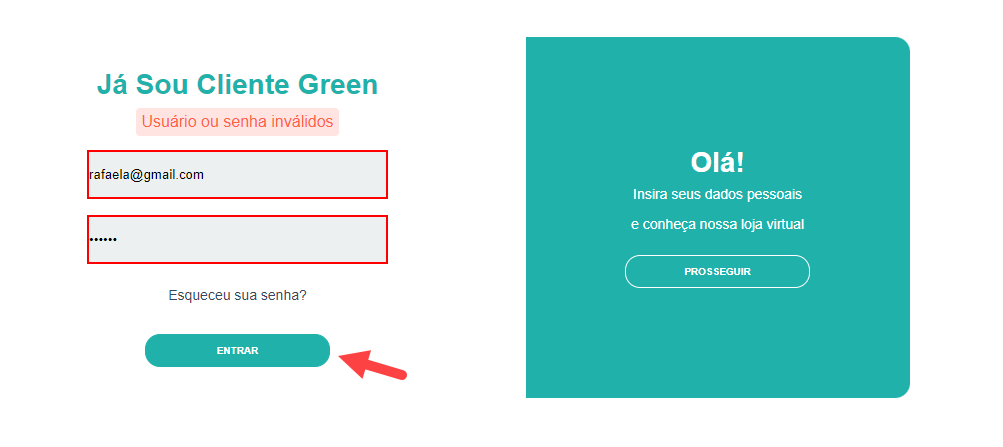 Já Sou Cliente Green
Usuário ou senha inválidos
rafaela@gmail.com
••••••
Esqueceu sua senha?
ENTRAR
Olá!
Insira seus dados pessoais
e conheça nossa loja virtual
PROSSEGUIR